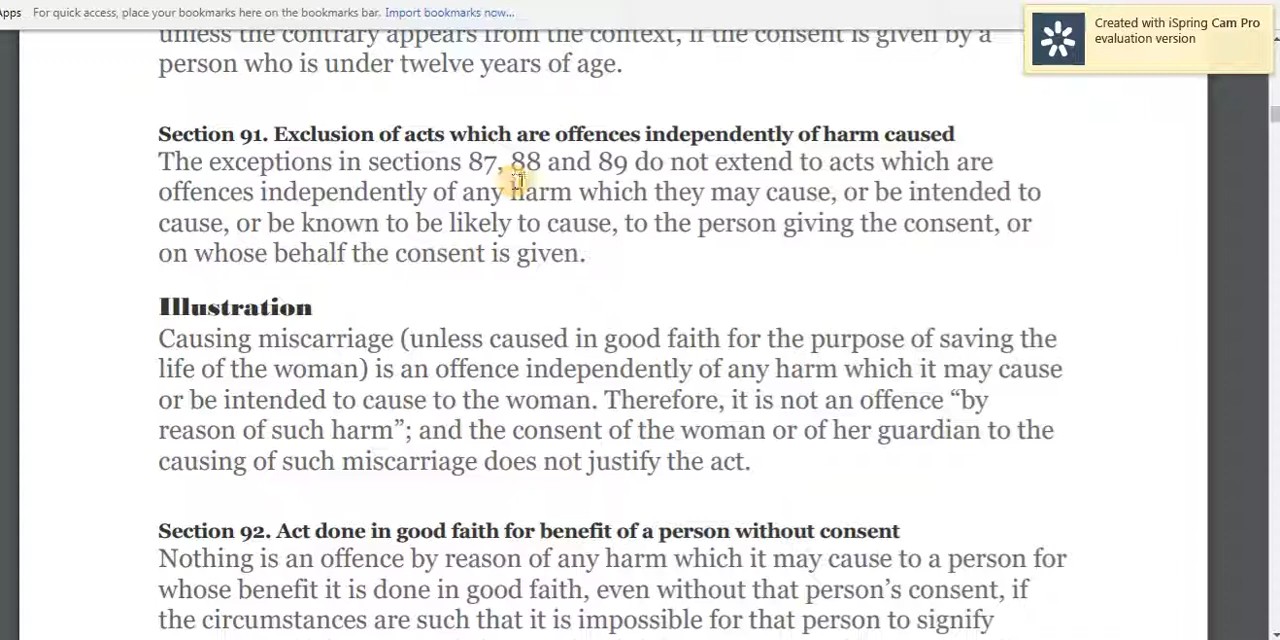 Apps For quick access, place your bookmarks here on the bookmarks bar. Import bookmarks now...
Created with iSpring Cam Pro
evaluation version
unless the contrary appears from the context, if the consent is given by a
person who is under twelve years of age.
Section 91. Exclusion of acts which are offences independently of harm caused
The exceptions in sections 87, 88 and 89 do not extend to acts which are
offences independently of any harm which they may cause, or be intended to
cause, or be known to be likely to cause, to the person giving the consent, or
on whose behalf the consent is given.
Illustration
Causing miscarriage (unless caused in good faith for the purpose of saving the
life of the woman) is an offence independently of any harm which it may cause
or be intended to cause to the woman. Therefore, it is not an offence “by
reason of such harm”; and the consent of the woman or of her guardian to the
causing of such miscarriage does not justify the act.
Section 92. Act done in good faith for benefit of a person without consent
Nothing is an offence by reason of any harm which it may cause to a person for
whose benefit it is done in good faith, even without that person’s consent, if
the circumstances are such that it is impossible for that person to signify